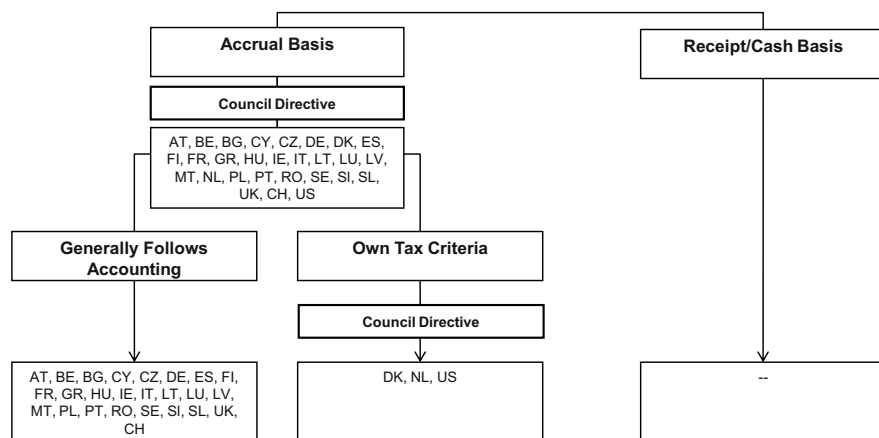 Accrual Basis
Receipt/Cash Basis
Council Directive
AT, BE, BG, CY, CZ, DE, DK, ES,
FI, FR, GR, HU, IE, IT, LT, LU, LV,
MT, NL, PL, PT, RO, SE, SI, SL,
UK, CH, US
Generally Follows
Accounting
Own Tax Criteria
Council Directive
AT, BE, BG, CY, CZ, DE, ES, FI,
FR, GR, HU, IE, IT, LT, LU, LV,
MT, PL, PT, RO, SE, SI, SL, UK,
CH
DK, NL, US
--